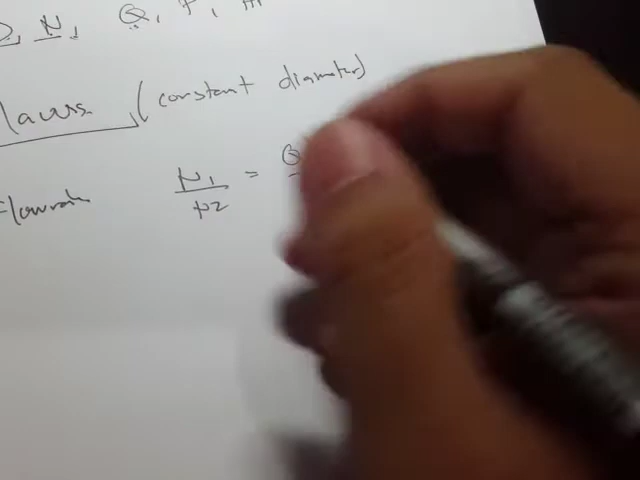 D, N, Q, P, m
laws (constant diameter)
Flowrate N1/N2 = Q